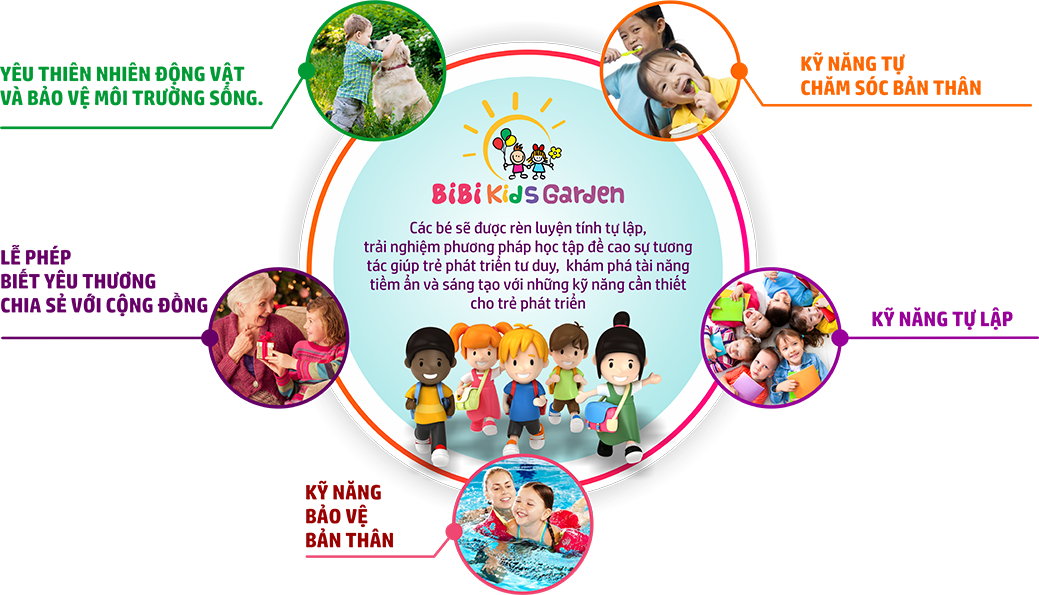 YÊU THIÊN NHIÊN ĐỘNG VẬT
VÀ BẢO VỆ MÔI TRƯỜNG SỐNG.
KỸ NĂNG TỰ
CHĂM SÓC BẢN THÂN
BiBi Kids Garden
Các bé sẽ được rèn luyện tính tự lập,
trải nghiệm phương pháp học tập đề cao sự tương
tác giúp trẻ phát triển tư duy, khám phá tài năng
tiềm ẩn và sáng tạo với những kỹ năng cần thiết
cho trẻ phát triển
LỄ PHÉP
BIẾT YÊU THƯƠNG
CHIA SẺ VỚI CỘNG ĐỒNG
KỸ NĂNG TỰ LẬP
KỸ NĂNG
BẢO VỆ
BẢN THÂN